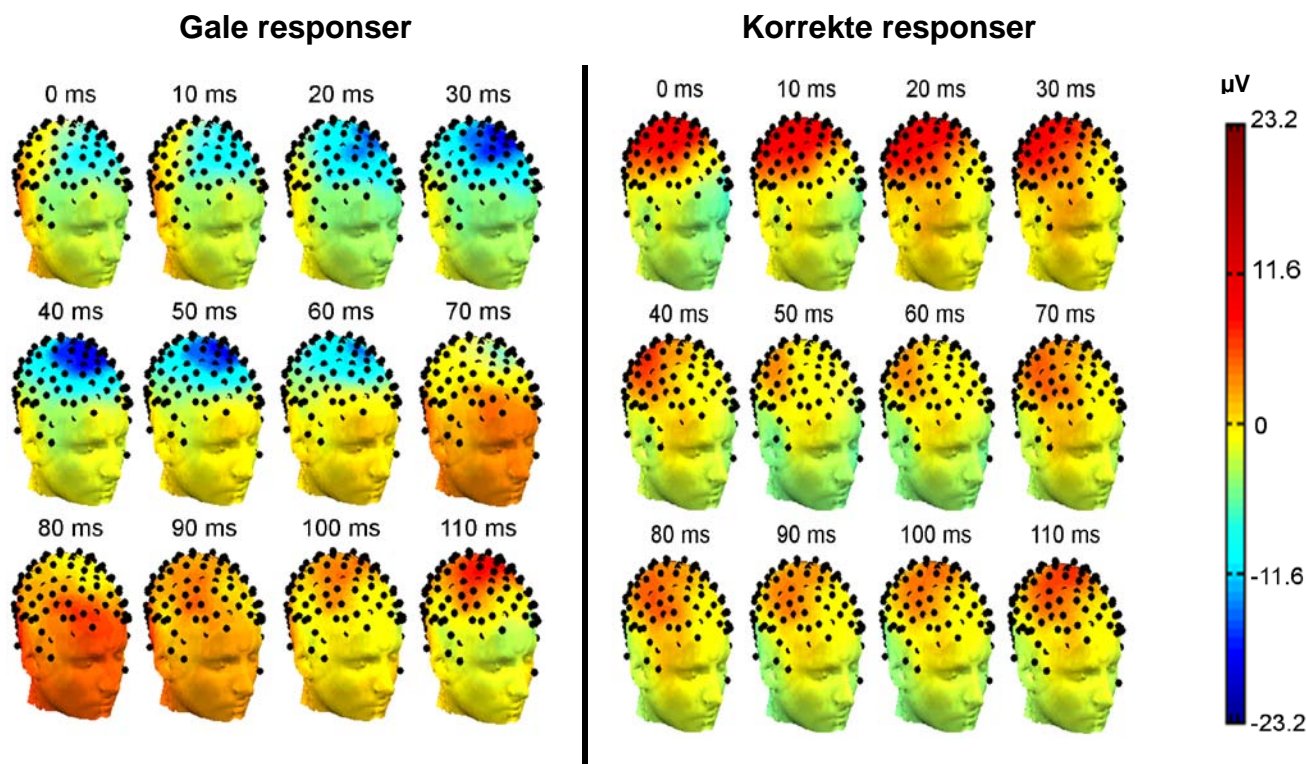 Gale responser
0 ms 10 ms 20 ms 30 ms
40 ms 50 ms 60 ms 70 ms
80 ms 90 ms 100 ms 110 ms
Korrekte responser
0 ms 10 ms 20 ms 30 ms
40 ms 50 ms 60 ms 70 ms
80 ms 90 ms 100 ms 110 ms
µV
23.2
11.6
0
-11.6
-23.2